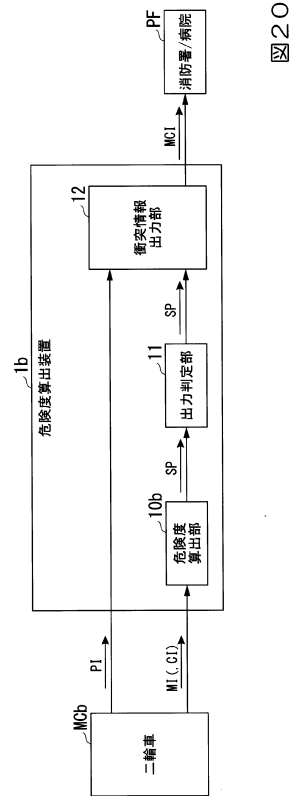 図20
1b
危険度算出装置
MCb
二輪車
PI
MI(,CI)
10b
危険度
算出部
SP
11
出力判定部
SP
12
衝突情報
出力部
MCI
PF
消防署/病院